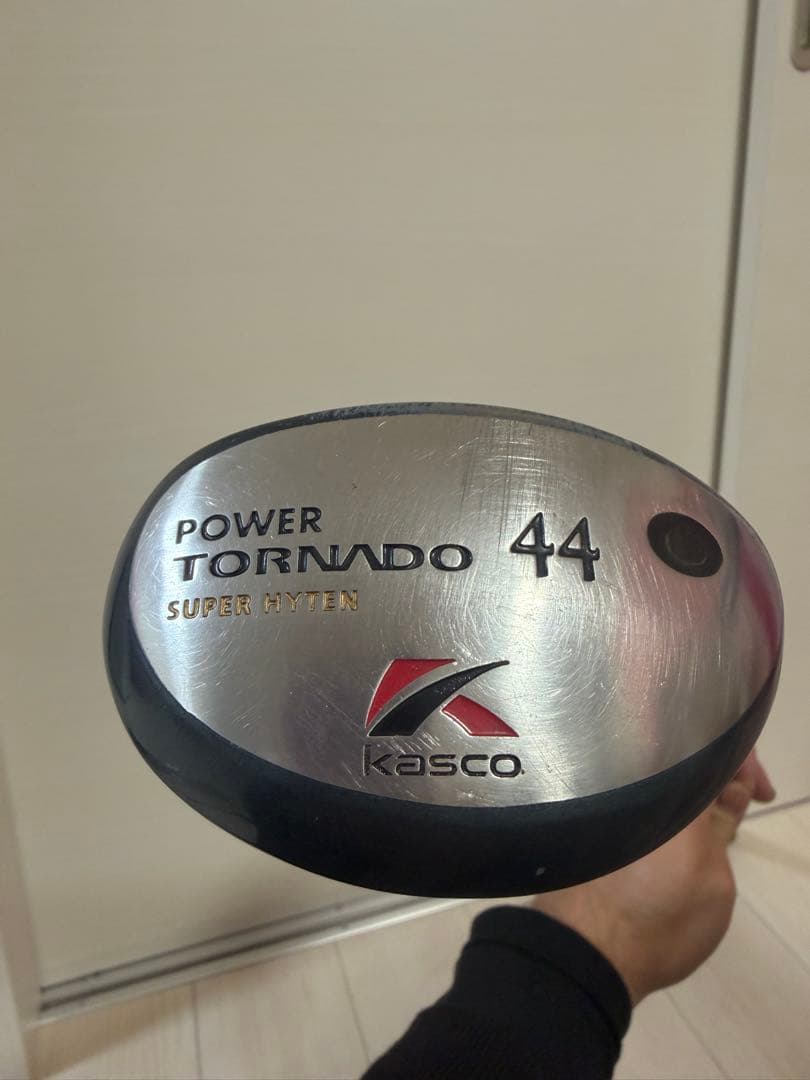 POWER
TORNADO 44
SUPER HYTEN
kasco